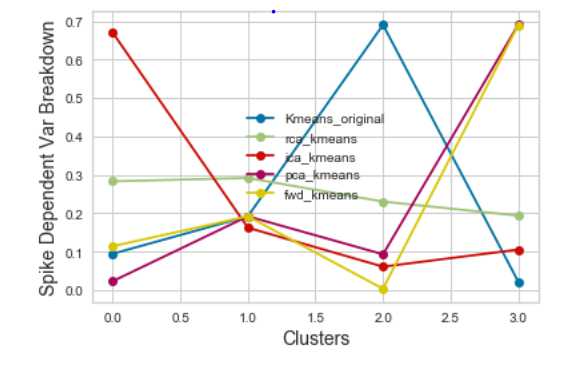 0.7
0.6
0.5
0.4
0.3
0.2
0.1
0.0
Spike Dependent Var Breakdown
Kmeans_original
rca_kmeans
ica_kmeans
pca_kmeans
fwd_kmeans
0.0 0.5 1.0 1.5 2.0 2.5 3.0
Clusters